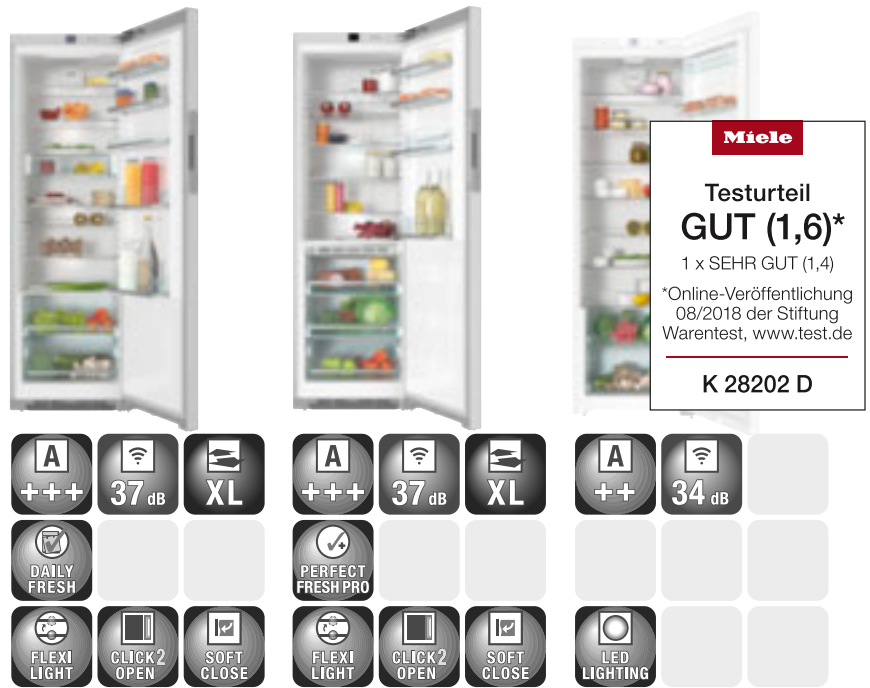 Miele
Testurteil
GUT (1,6)*
1 x SEHR GUT (1,4)
*Online-Veröffentlichung
08/2018 der Stiftung
Warentest, www.test.de
K 28202 D
A
+++
37 dB
XL
A
+++
37 dB
XL
A
++
34 dB
DAILY
FRESH
PERFECT
FRESH PRO
FLEXI
LIGHT
CLICK2
OPEN
SOFT
CLOSE
FLEXI
LIGHT
CLICK2
OPEN
SOFT
CLOSE
LED
LIGHTING